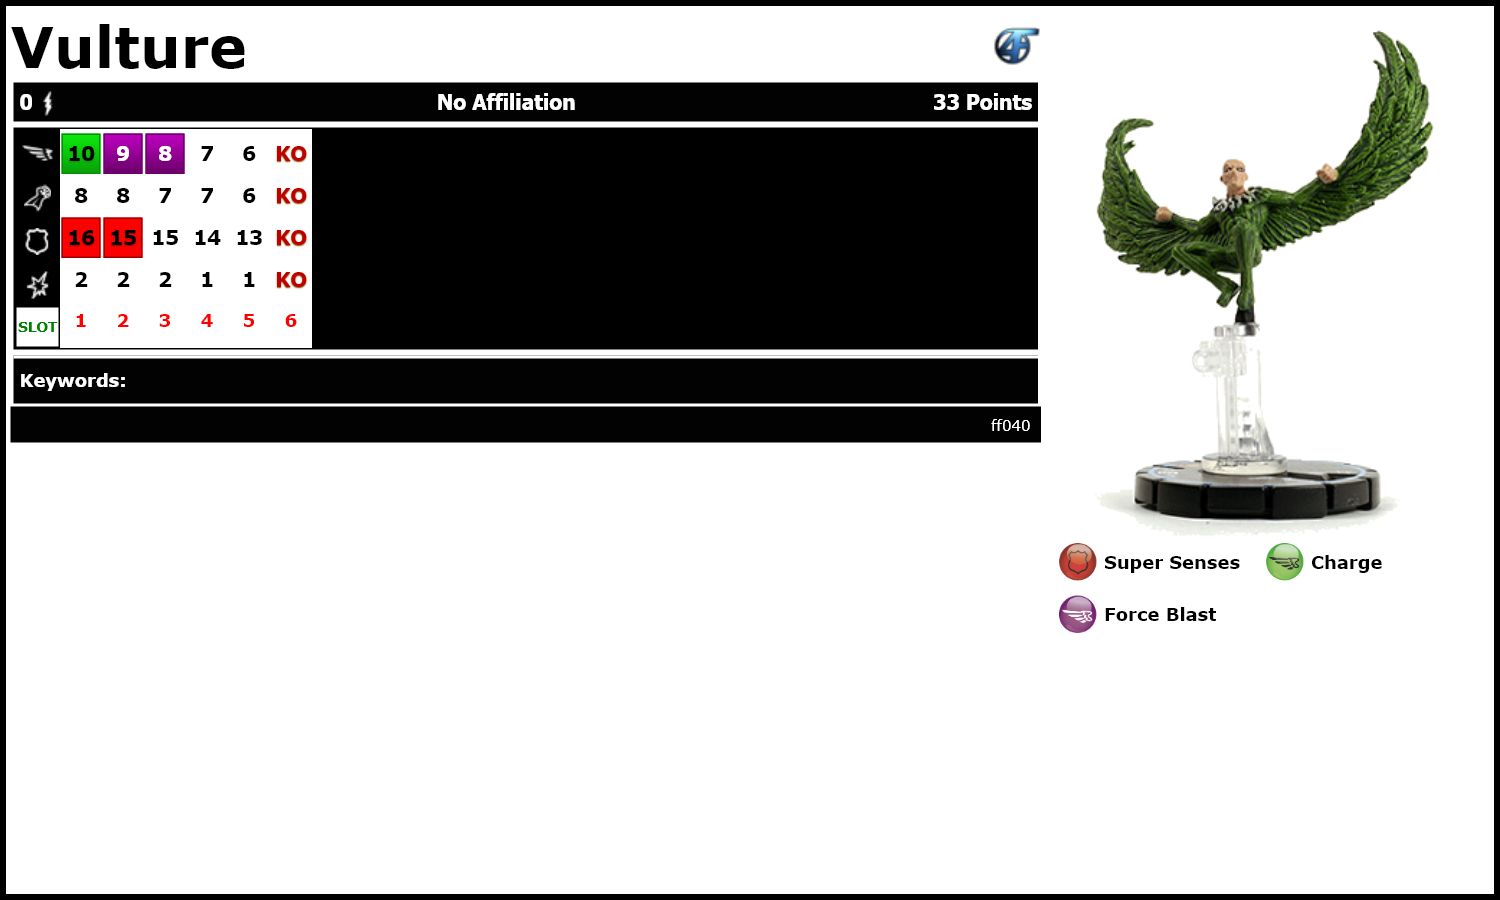 Vulture
0 No Affiliation 33 Points
10 9 8 7 6 KO
8 8 7 7 6 KO
16 15 15 14 13 KO
2 2 2 1 1 KO
SLOT 1 2 3 4 5 6
Keywords:
ff040
Super Senses Charge
Force Blast